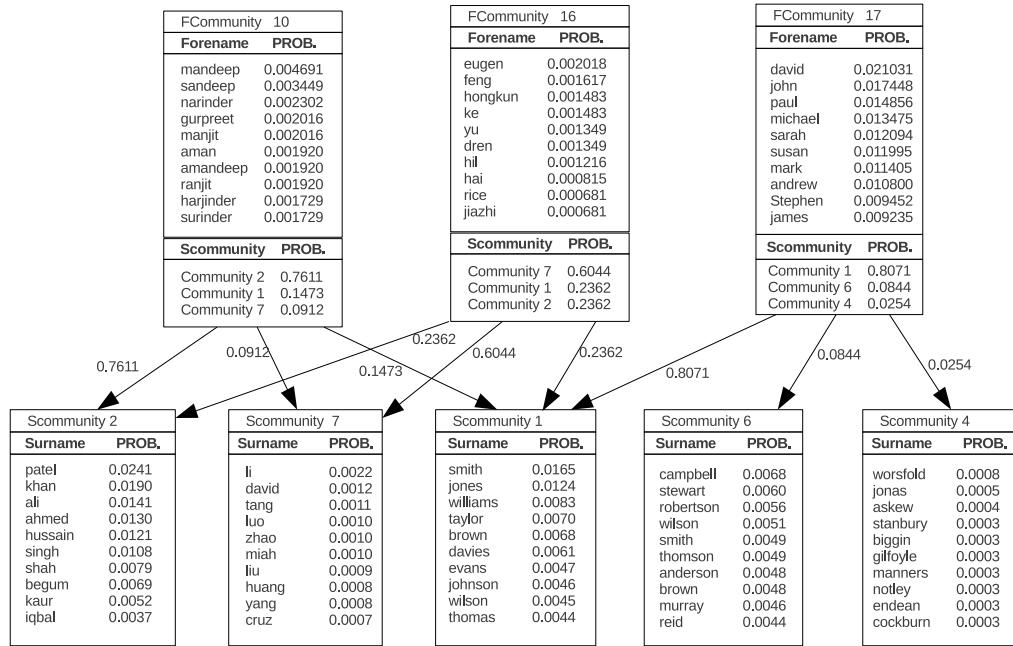 FCommunity 10
Forename PROB.
mandeep 0.004691
sandeep 0.003449
narinder 0.002302
gurpreet 0.002016
manjit 0.002016
aman 0.001920
amandeep 0.001920
ranjit 0.001920
harjinder 0.001729
surinder 0.001729
Scommunity PROB.
Community 2 0.7611
Community 1 0.1473
Community 7 0.0912
FCommunity 16
Forename PROB.
eugen 0.002018
feng 0.001617
hongkun 0.001483
ke 0.001483
yu 0.001349
dren 0.001349
hil 0.001216
hai 0.000815
rice 0.000681
jiazhi 0.000681
Scommunity PROB.
Community 7 0.6044
Community 1 0.2362
Community 2 0.2362
FCommunity 17
Forename PROB.
david 0.021031
john 0.017448
paul 0.014856
michael 0.013475
sarah 0.012094
susan 0.011995
mark 0.011405
andrew 0.010800
Stephen 0.009452
james 0.009235
Scommunity PROB.
Community 1 0.8071
Community 6 0.0844
Community 4 0.0254
0.7611
0.0912
0.2362
0.1473
0.6044
0.2362
0.8071
0.0844
0.0254
Scommunity 2
Surname PROB.
patel 0.0241
khan 0.0190
ali 0.0141
ahmed 0.0130
hussain 0.0121
singh 0.0108
shah 0.0079
begum 0.0069
kaur 0.0052
iqbal 0.0037
Scommunity 7
Surname PROB.
li 0.0022
david 0.0012
tang 0.0011
luo 0.0010
zhao 0.0010
miah 0.0010
liu 0.0009
huang 0.0008
yang 0.0008
cruz 0.0007
Scommunity 1
Surname PROB.
smith 0.0165
jones 0.0124
williams 0.0083
taylor 0.0070
brown 0.0068
davies 0.0061
evans 0.0047
johnson 0.0046
wilson 0.0045
thomas 0.0044
Scommunity 6
Surname PROB.
campbell 0.0068
stewart 0.0060
robertson 0.0056
wilson 0.0051
smith 0.0049
thomson 0.0049
anderson 0.0048
brown 0.0048
murray 0.0046
reid 0.0044
Scommunity 4
Surname PROB.
worsfold 0.0008
jonas 0.0005
askew 0.0004
stanbury 0.0003
biggin 0.0003
gilfoyle 0.0003
manners 0.0003
notley 0.0003
endean 0.0003
cockburn 0.0003